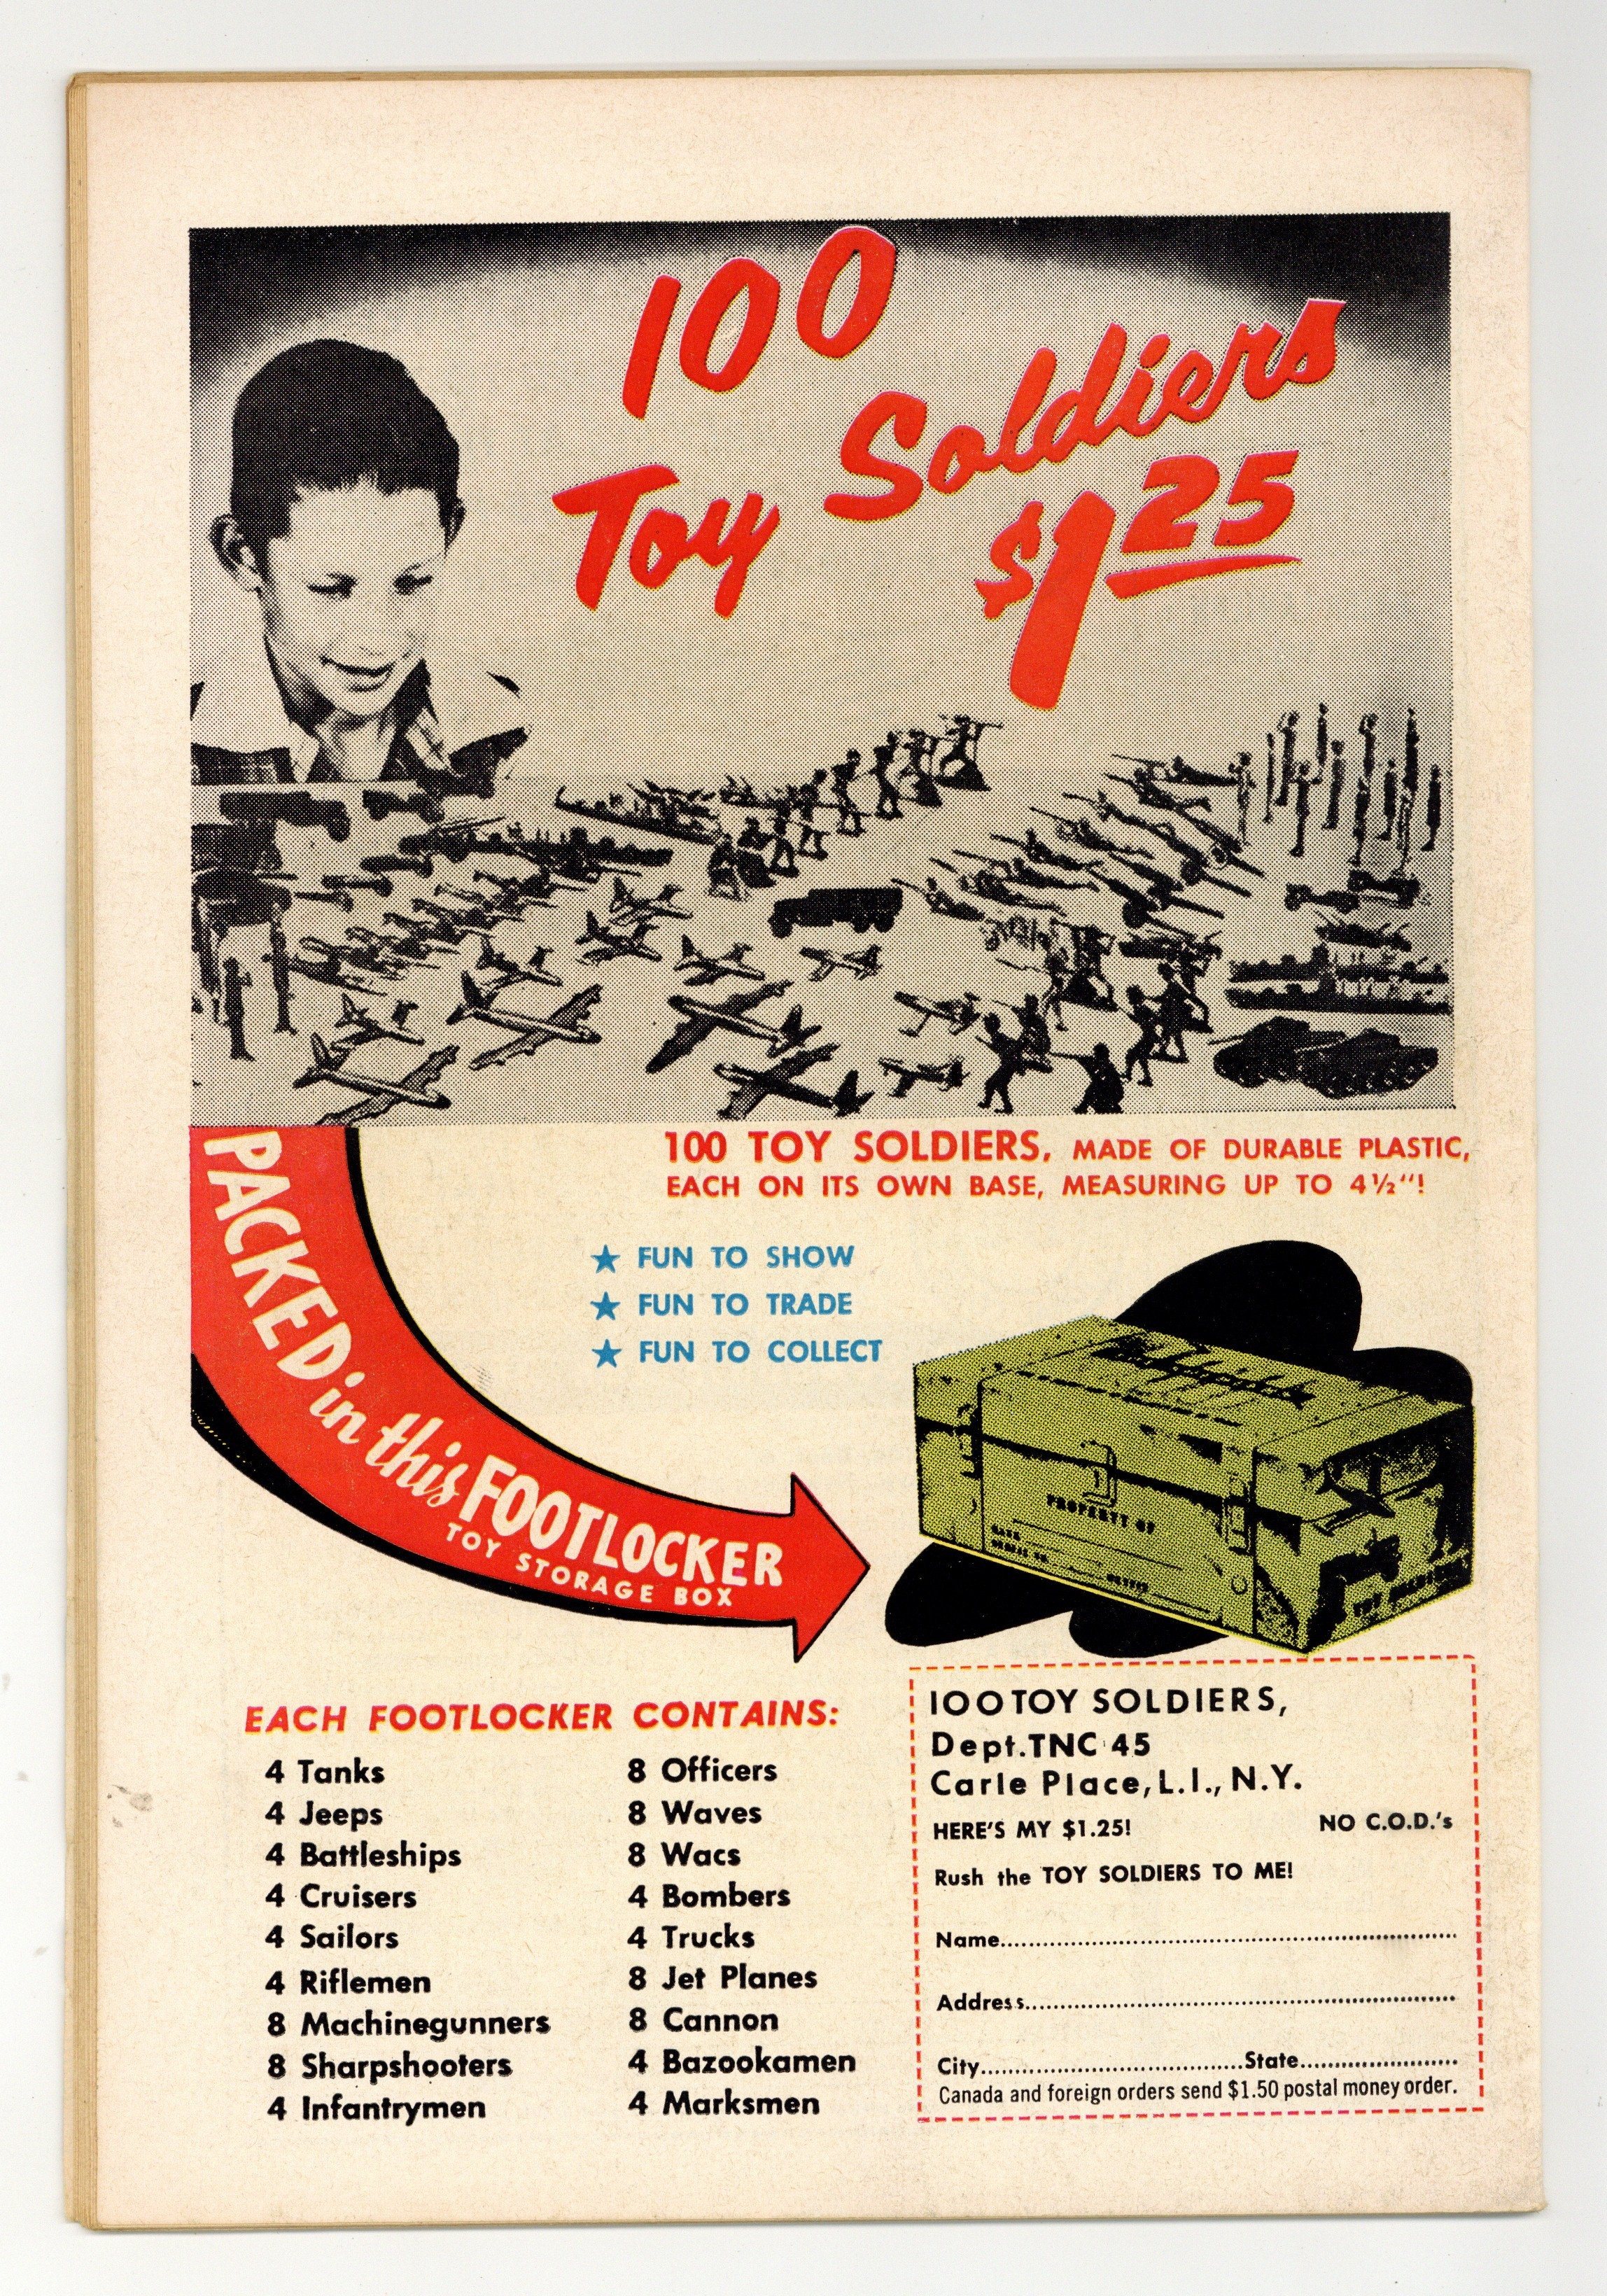 100
Toy Soldiers
$1 25
100 TOY SOLDIERS, MADE OF DURABLE PLASTIC,
EACH ON ITS OWN BASE, MEASURING UP TO 4½"!
PACKED in this FOOTLOCKER
TOY STORAGE BOX
★ FUN TO SHOW
★ FUN TO TRADE
★ FUN TO COLLECT
PROPERTY OF
EACH FOOTLOCKER CONTAINS:
4 Tanks
4 Jeeps
4 Battleships
4 Cruisers
4 Sailors
4 Riflemen
8 Machinegunners
8 Sharpshooters
4 Infantrymen
8 Officers
8 Waves
8 Wacs
4 Bombers
4 Trucks
8 Jet Planes
8 Cannon
4 Bazookamen
4 Marksmen
100 TOY SOLDIERS,
Dept. TNC 45
Carle Place, L.I., N.Y.
HERE'S MY $1.25! NO C.O.D.'s
Rush the TOY SOLDIERS TO ME!
Name
Address
City State
Canada and foreign orders send $1.50 postal money order.